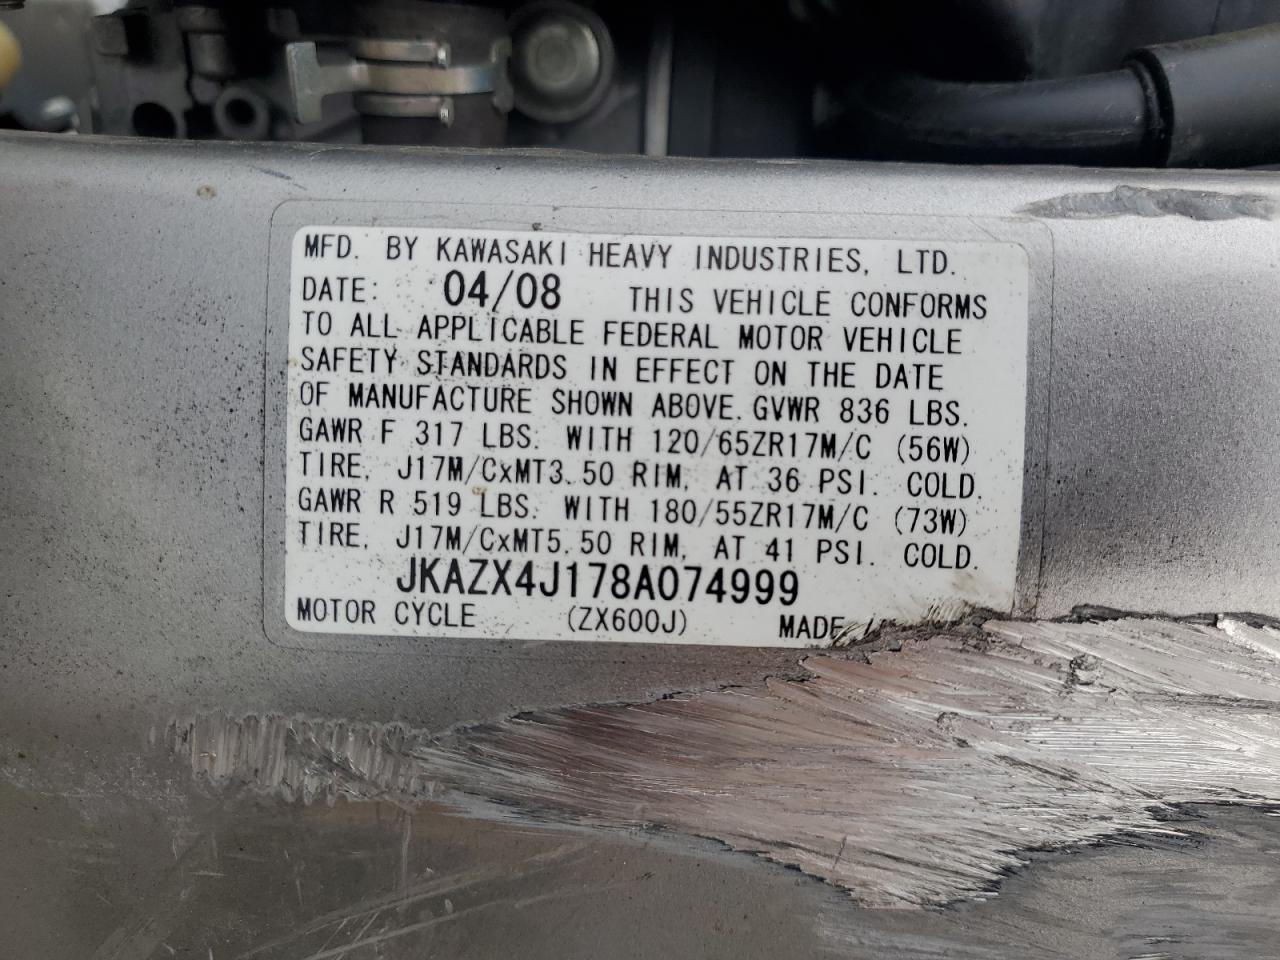 MFD. BY KAWASAKI HEAVY INDUSTRIES, LTD.
DATE: 04/08 THIS VEHICLE CONFORMS
TO ALL APPLICABLE FEDERAL MOTOR VEHICLE
SAFETY STANDARDS IN EFFECT ON THE DATE
OF MANUFACTURE SHOWN ABOVE. GVWR 836 LBS.
GAWR F 317 LBS. WITH 120/65ZR17M/C (56W)
TIRE, J17M/CxMT3.50 RIM, AT 36 PSI. COLD.
GAWR R 519 LBS. WITH 180/55ZR17M/C (73W)
TIRE, J17M/CxMT5.50 RIM, AT 41 PSI. COLD.
JKAZX4J178A074999
MOTOR CYCLE (ZX600J) MADE